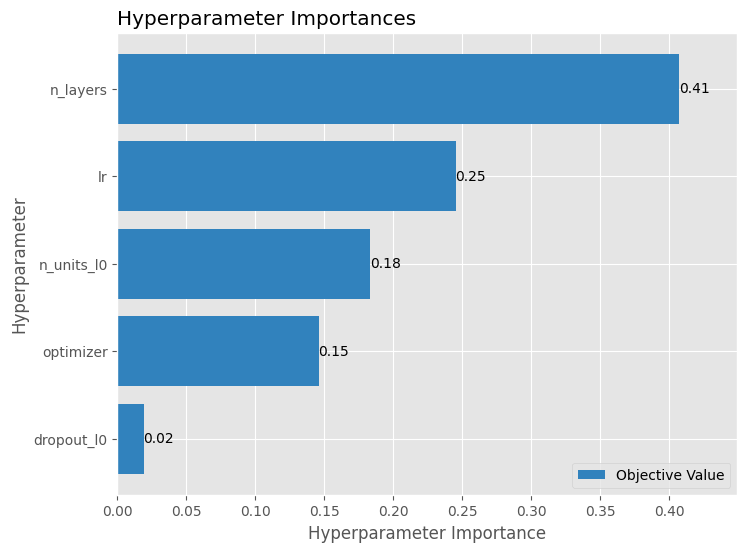 Hyperparameter Importances
Hyperparameter
n_layers
0.41
lr
0.25
n_units_l0
0.18
optimizer
0.15
dropout_l0
0.02
Objective Value
0.00 0.05 0.10 0.15 0.20 0.25 0.30 0.35 0.40
Hyperparameter Importance